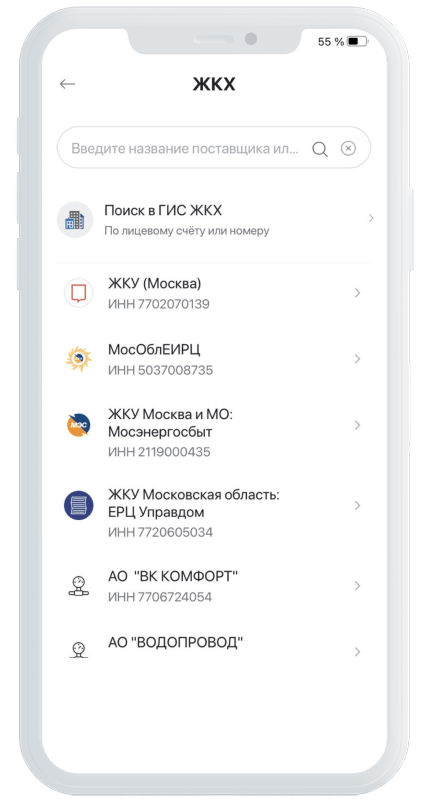 55 %
ЖКХ
Введите название поставщика ил...
Поиск в ГИС ЖКХ
По лицевому счёту или номеру
ЖКУ (Москва)
ИНН 7702070139
МосОблЕИРЦ
ИНН 5037008735
МЭС
ЖКУ Москва и МО:
Мосэнергосбыт
ИНН 2119000435
ЖКУ Московская область:
ЕРЦ Управдом
ИНН 7720605034
АО "ВК КОМФОРТ"
ИНН 7706724054
АО "ВОДОПРОВОД"